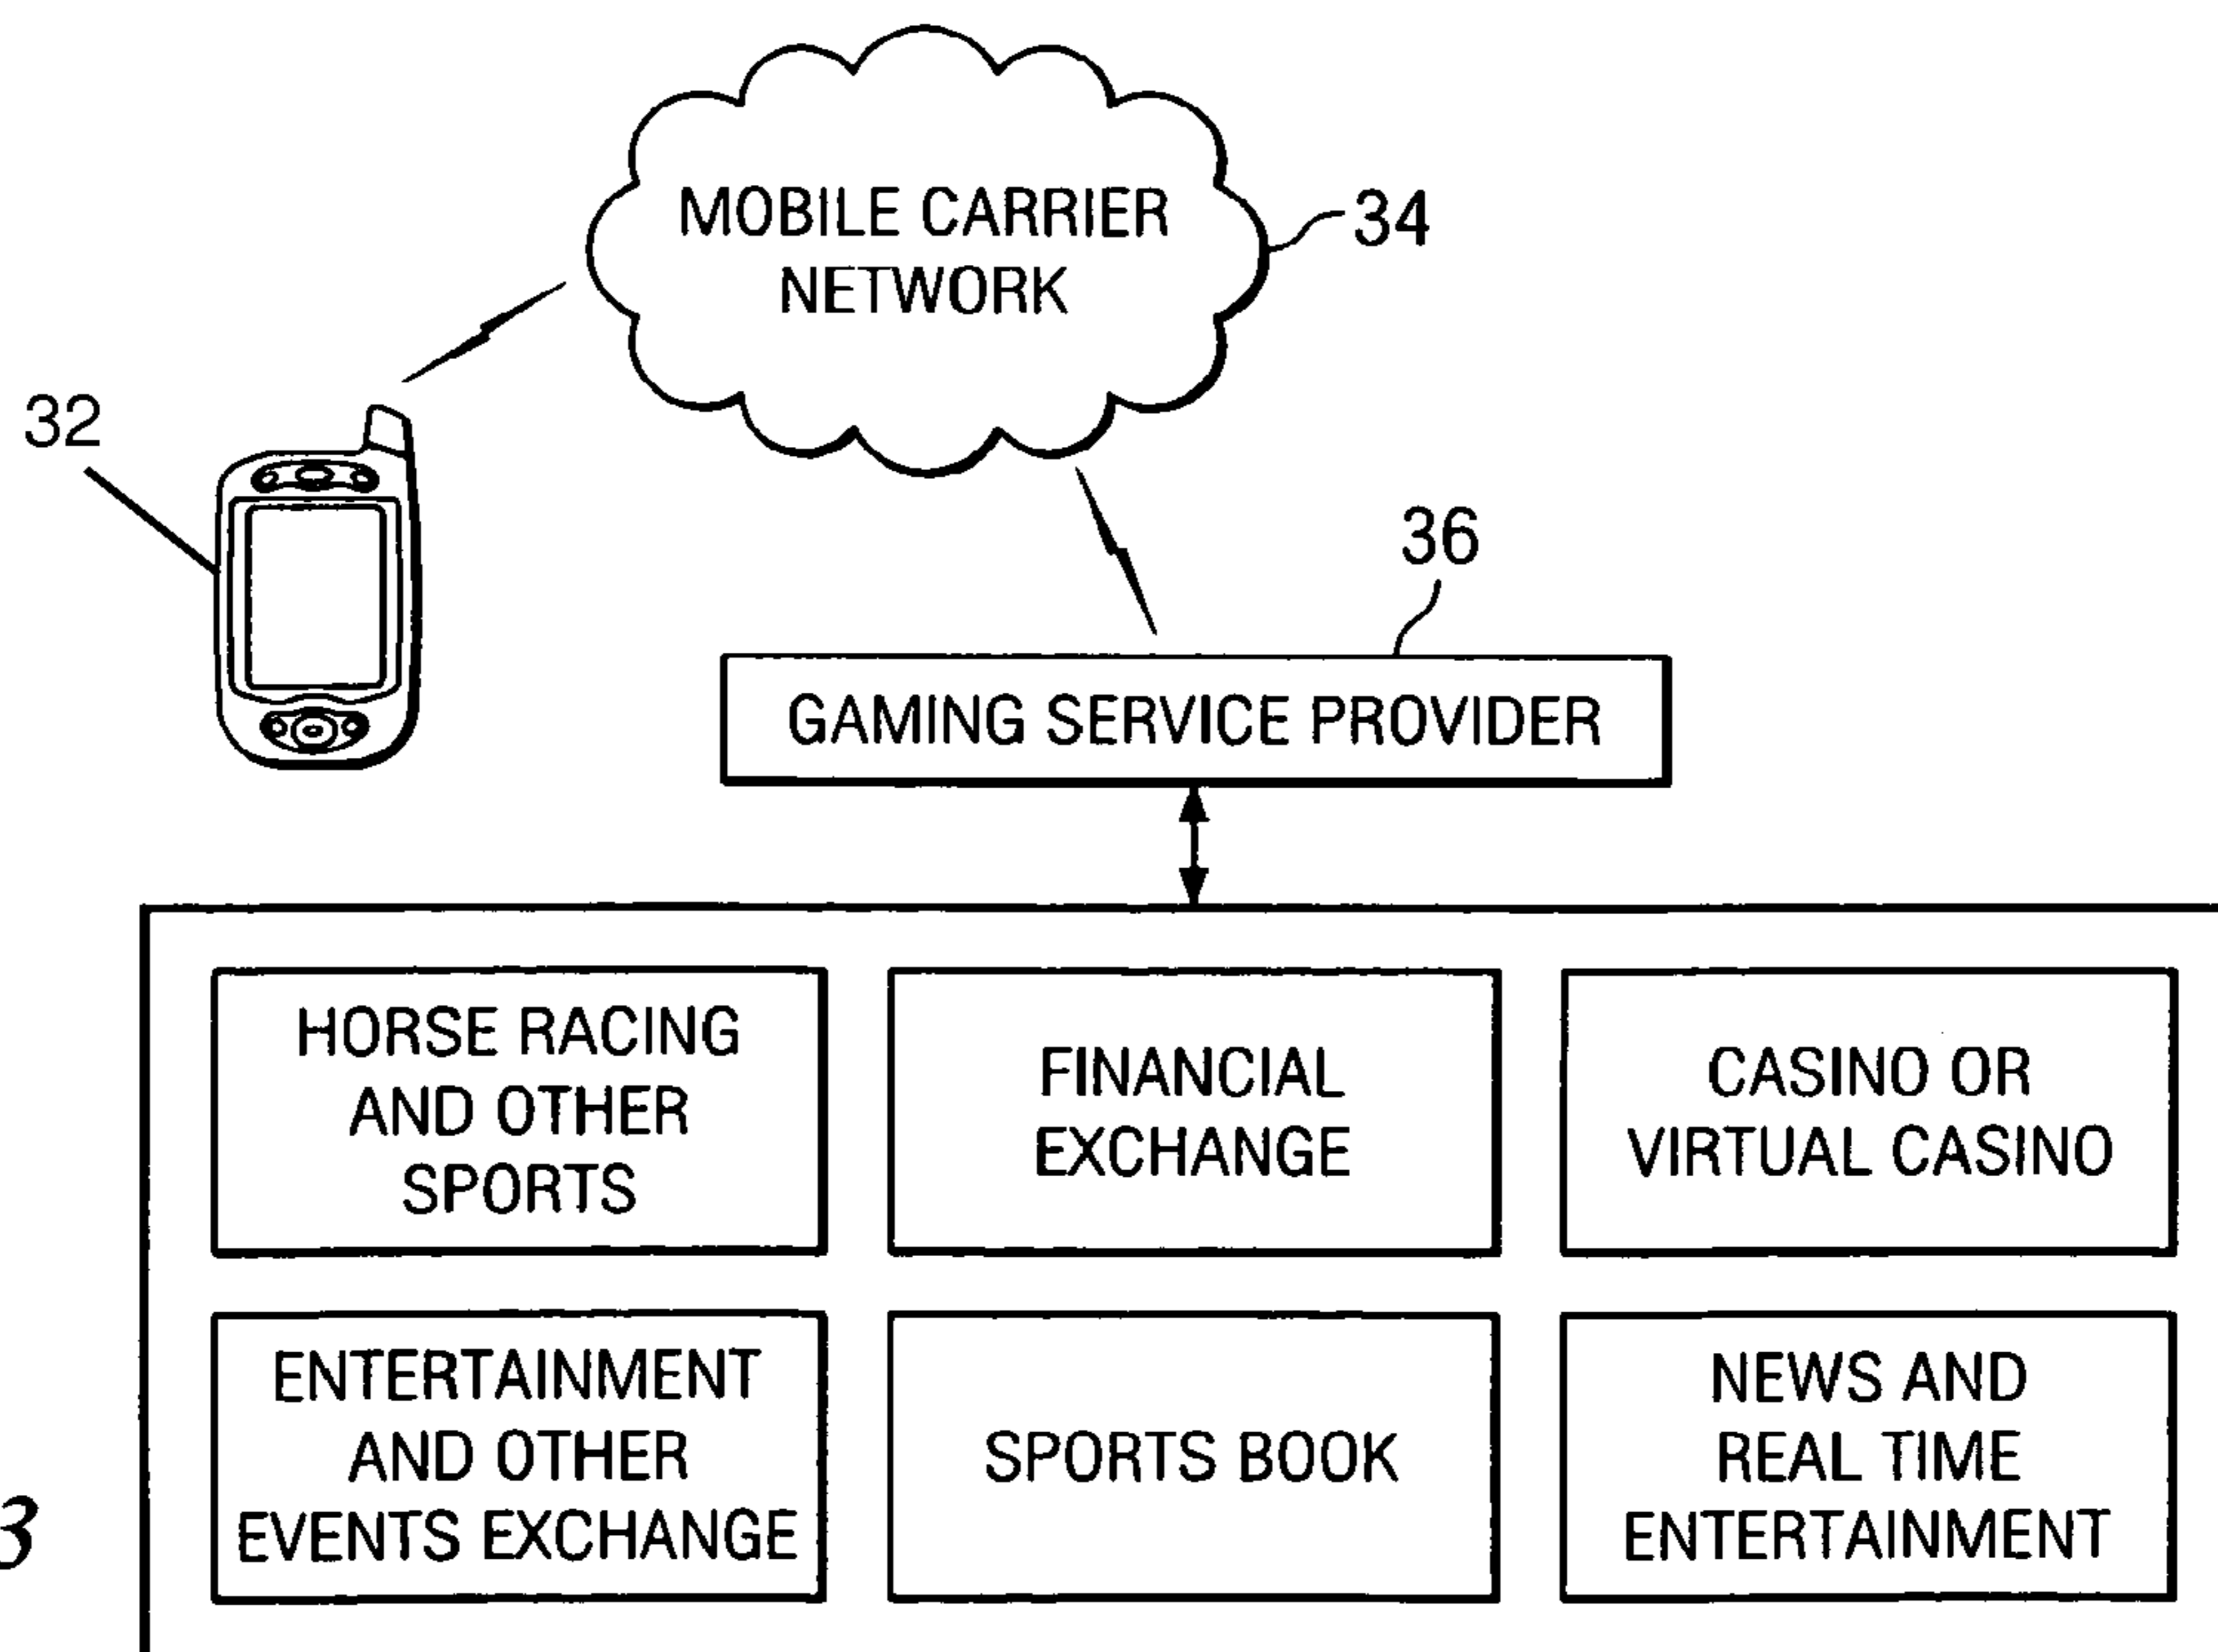 MOBILE CARRIER
NETWORK
34
32
36
GAMING SERVICE PROVIDER
HORSE RACING
AND OTHER
SPORTS
FINANCIAL
EXCHANGE
CASINO OR
VIRTUAL CASINO
ENTERTAINMENT
AND OTHER
EVENTS EXCHANGE
SPORTS BOOK
NEWS AND
REAL TIME
ENTERTAINMENT
3